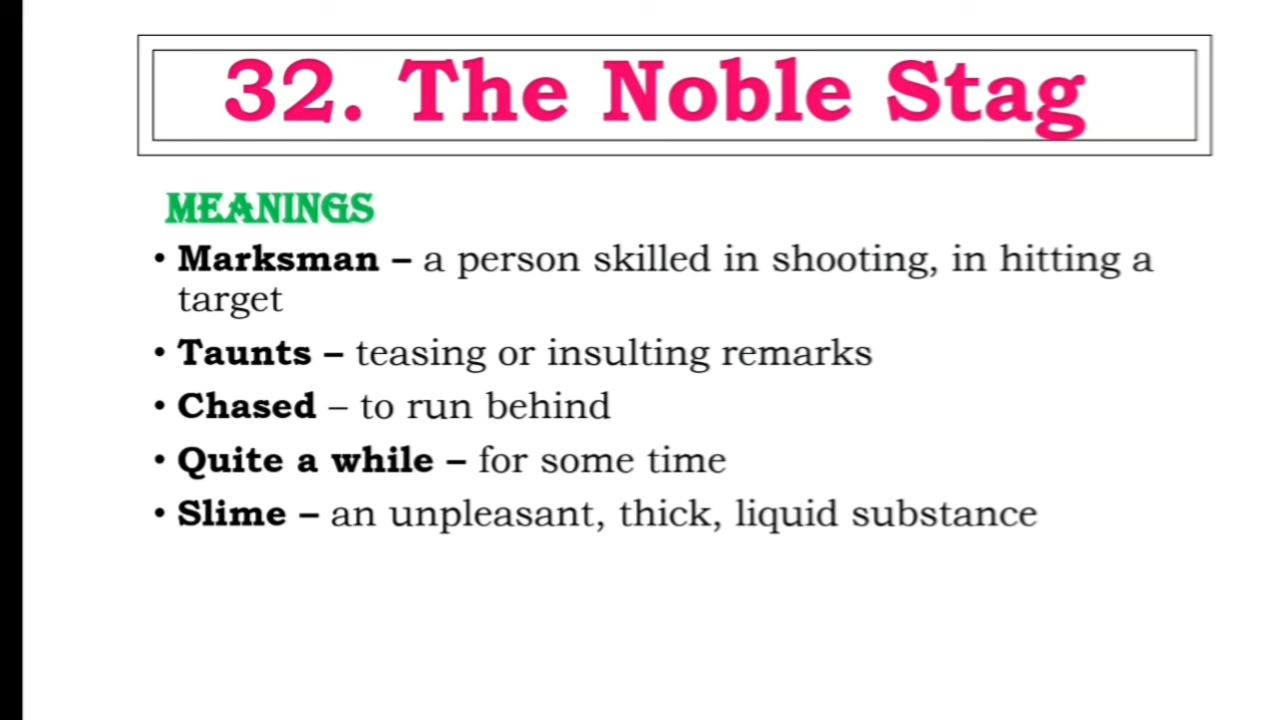 32. The Noble Stag
MEANINGS
• Marksman – a person skilled in shooting, in hitting a
target
• Taunts – teasing or insulting remarks
• Chased – to run behind
• Quite a while – for some time
• Slime – an unpleasant, thick, liquid substance